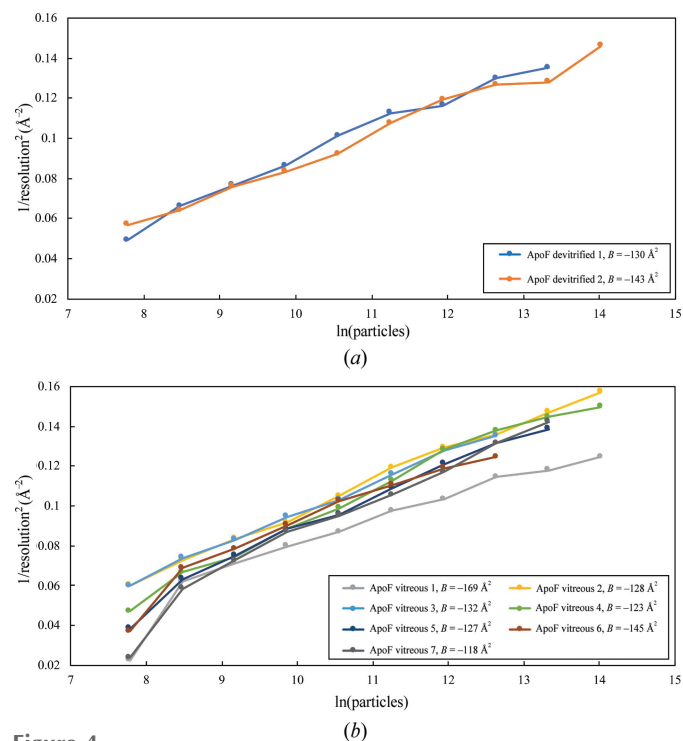 0.16
0.14
0.12
0.1
0.08
0.06
0.04
0.02
1/resolution² (Å⁻²)
ApoF devitrified 1, B = –130 Å²
ApoF devitrified 2, B = –143 Å²
7 8 9 10 11 12 13 14 15
ln(particles)
(a)
0.16
0.14
0.12
0.1
0.08
0.06
0.04
0.02
1/resolution² (Å⁻²)
ApoF vitreous 1, B = –169 Å² ApoF vitreous 2, B = –128 Å²
ApoF vitreous 3, B = –132 Å² ApoF vitreous 4, B = –123 Å²
ApoF vitreous 5, B = –127 Å² ApoF vitreous 6, B = –145 Å²
ApoF vitreous 7, B = –118 Å²
7 8 9 10 11 12 13 14 15
ln(particles)
(b)
Figure 4